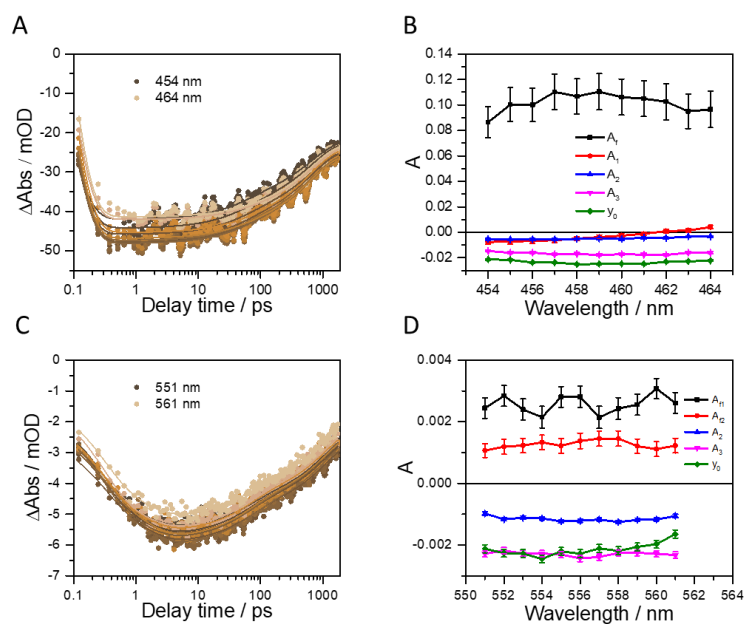 A
0
-10
-20
-30
-40
-50
ΔAbs / mOD
454 nm
464 nm
0.1 1 10 100 1000
Delay time / ps
B
0.14
0.12
0.10
0.08
0.06
0.04
0.02
0.00
-0.02
A
Af
A1
A2
A3
y0
454 456 458 460 462 464
Wavelength / nm
C
0
-1
-2
-3
-4
-5
-6
-7
ΔAbs / mOD
551 nm
561 nm
0.1 1 10 100 1000
Delay time / ps
D
0.004
0.002
0.000
-0.002
A
Af1
Af2
A2
A3
y0
550 552 554 556 558 560 562 564
Wavelength / nm